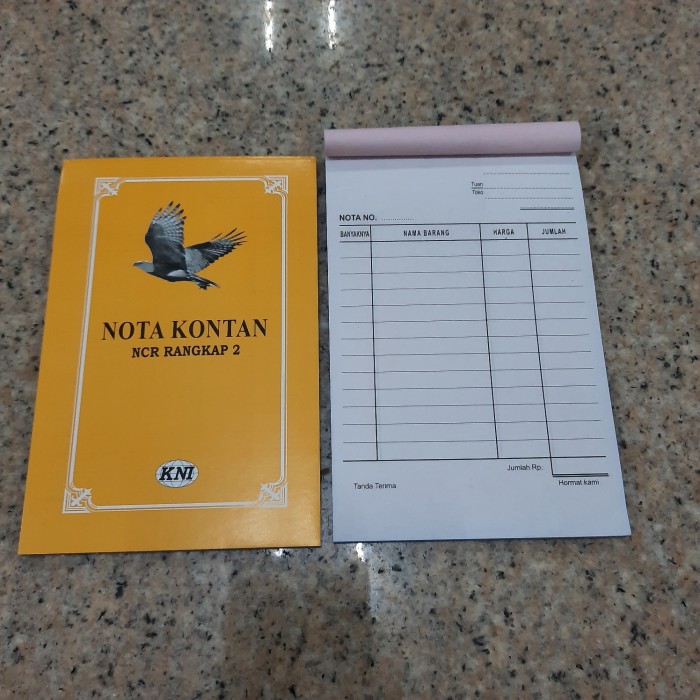 NOTA KONTAN
NCR RANGKAP 2
KNI
Tuan
Toko
NOTA NO. ..............
BANYAKNYA NAMA BARANG HARGA JUMLAH
Jumlah Rp.
Tanda Terima Hormat kami